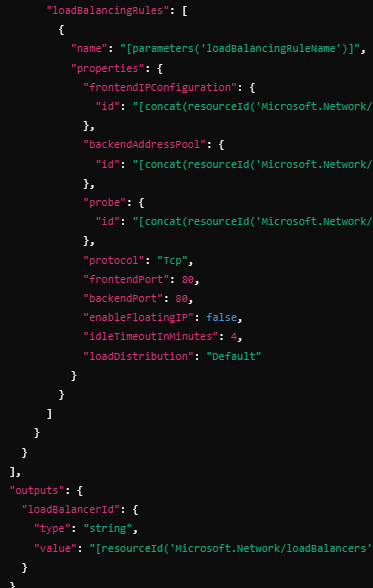 "loadBalancingRules": [
{
"name": "[parameters('loadBalancingRuleName')]",
"properties": {
"frontendIPConfiguration": {
"id": "[concat(resourceId('Microsoft.Network/
},
"backendAddressPool": {
"id": "[concat(resourceId('Microsoft.Network/
},
"probe": {
"id": "[concat(resourceId('Microsoft.Network/
},
"protocol": "Tcp",
"frontendPort": 80,
"backendPort": 80,
"enableFloatingIP": false,
"idleTimeoutInMinutes": 4,
"loadDistribution": "Default"
}
}
]
}
}
],
"outputs": {
"loadBalancerId": {
"type": "string",
"value": "[resourceId('Microsoft.Network/loadBalancers'
}
}